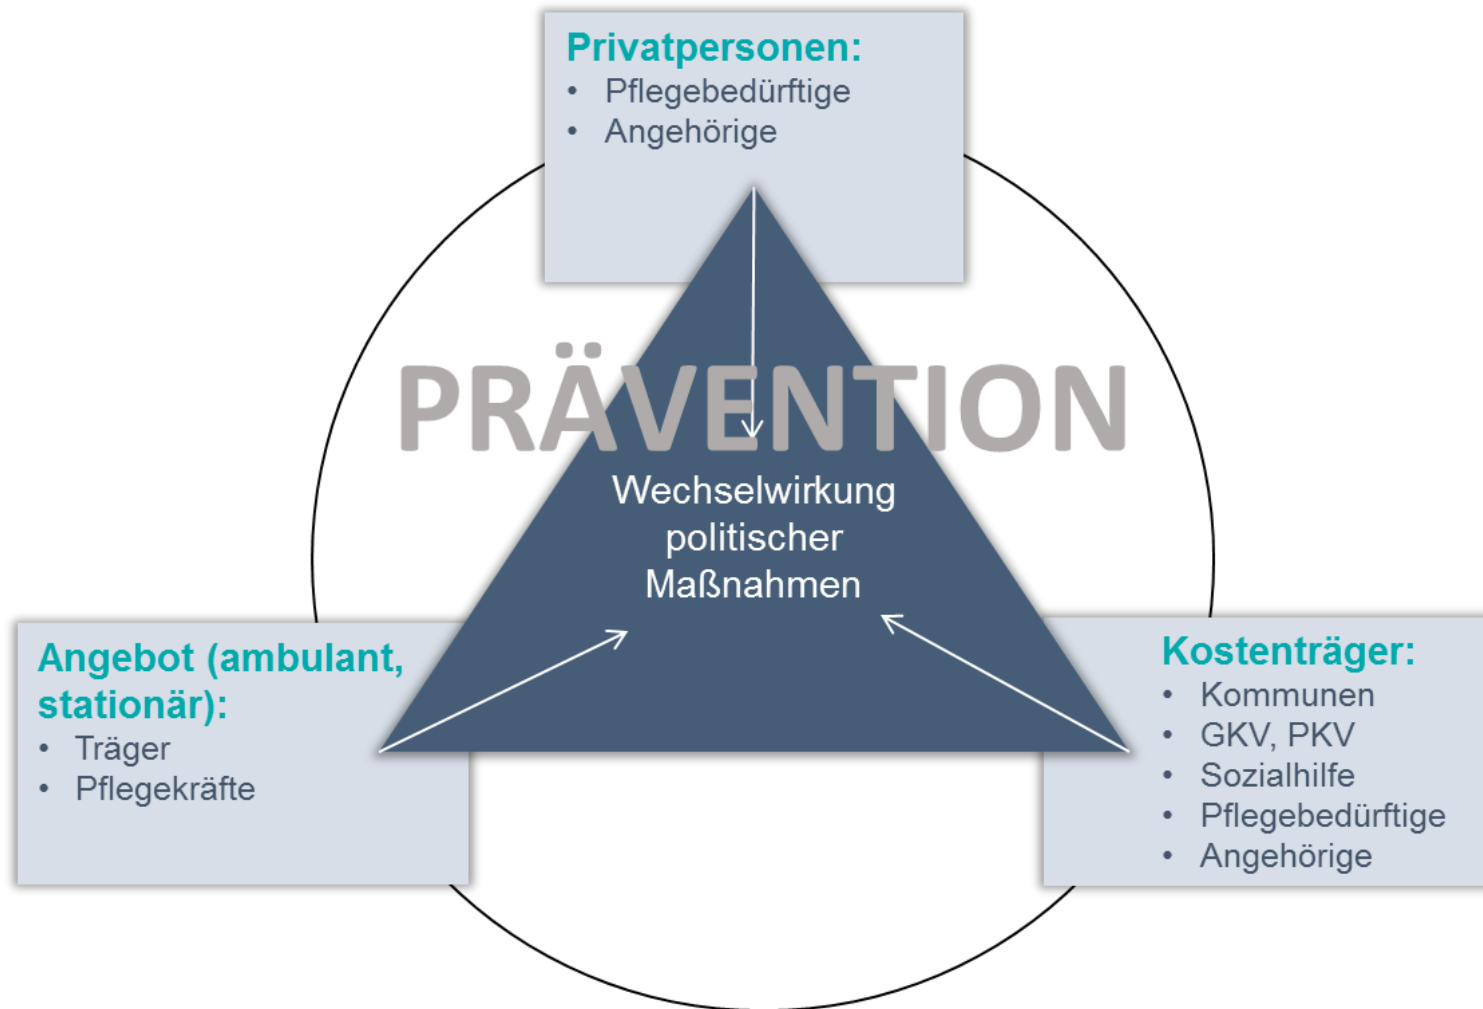 Privatpersonen:
• Pflegebedürftige
• Angehörige
PRÄVENTION
Wechselwirkung
politischer
Maßnahmen
Angebot (ambulant,
stationär):
• Träger
• Pflegekräfte
Kostenträger:
• Kommunen
• GKV, PKV
• Sozialhilfe
• Pflegebedürftige
• Angehörige